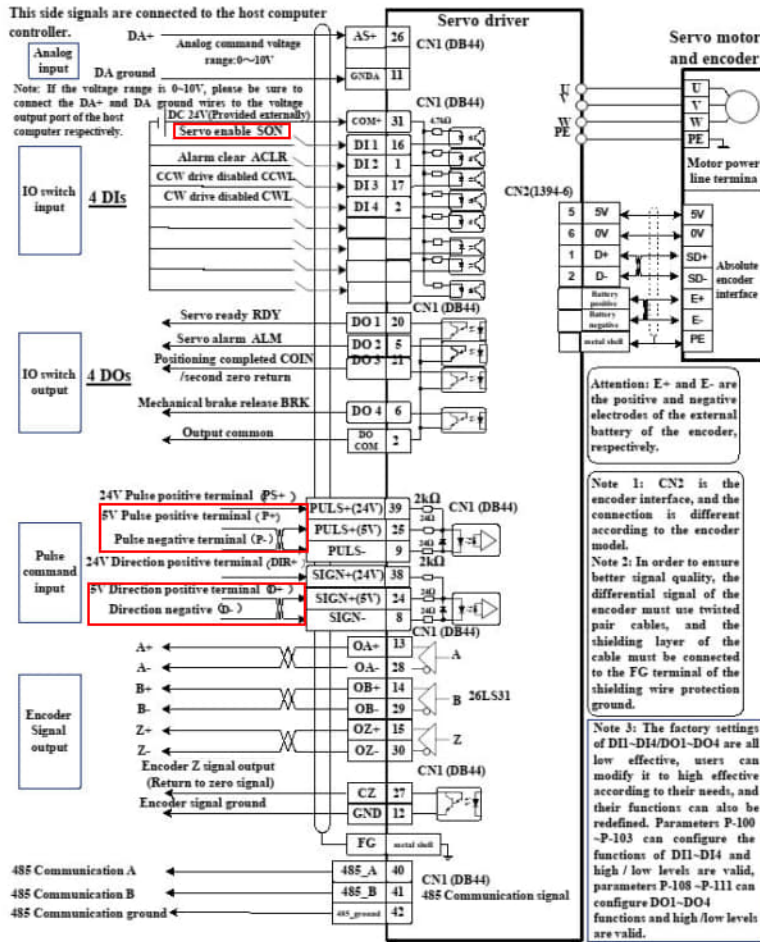 This side signals are connected to the host computer
controller.
Analog
input
DA+
Analog command voltage
range:0～10V
DA ground
Note: If the voltage range is 0~10V, please be sure to
connect the DA+ and DA ground wires to the voltage
output port of the host
computer respectively.
AS+ 26
GNDA 11
CN1 (DB44)
Servo driver
Servo motor
and encoder
DC 24V(Provided externally)
Servo enable SON
Alarm clear ACLR
CCW drive disabled CCWL
CW drive disabled CWL
IO switch
input
4 DIs
CN1 (DB44)
COM+ 31
DI 1 16
DI 2 1
DI 3 17
DI 4 2
4.7kΩ
U
V
W
PE
U
V
W
PE
Motor power
line termina
CN2(1394-6)
5 5V
6 0V
1 D+
2 D-
Battery
positive
Battery
negative
metal shell
5V
0V
SD+
SD-
E+
E-
PE
Absolute
encoder
interface
IO switch
output
4 DOs
Servo ready RDY
Servo alarm ALM
Positioning completed COIN
/second zero return
Mechanical brake release BRK
Output common
CN1 (DB44)
DO 1 20
DO 2 5
DO 3 21
DO 4 6
DO
COM 2
Attention: E+ and E- are
the positive and negative
electrodes of the external
battery of the encoder,
respectively.
Pulse
command
input
24V Pulse positive terminal (PS+ )
5V Pulse positive terminal (P+)
Pulse negative terminal (P-)
24V Direction positive terminal (DIR+)
5V Direction positive terminal (D+)
Direction negative (D-)
PULS+(24V) 39
PULS+(5V) 25
PULS- 9
SIGN+(24V) 38
SIGN+(5V) 24
SIGN- 8
2kΩ
24Ω
24Ω
CN1 (DB44)
2kΩ
24Ω
24Ω
CN1 (DB44)
Note 1: CN2 is the
encoder interface, and the
connection is different
according to the encoder
model.
Note 2: In order to ensure
better signal quality, the
differential signal of the
encoder must use twisted
pair cables, and the
shielding layer of the
cable must be connected
to the FG terminal of the
shielding wire protection
ground.
Encoder
Signal
output
A+
A-
B+
B-
Z+
Z-
OA+ 13
OA- 28
OB+ 14
OB- 29
OZ+ 15
OZ- 30
A
B
Z
26LS31
Encoder Z signal output
(Return to zero signal)
Encoder signal ground
CN1 (DB44)
CZ 27
GND 12
FG metal shell
Note 3: The factory settings
of DI1~DI4/DO1~DO4 are all
low effective, users can
modify it to high effective
according to their needs, and
their functions can also be
redefined. Parameters P-100
~P-103 can configure the
functions of DI1~DI4 and
high / low levels are valid,
parameters P-108 ~P-111 can
configure DO1~DO4
functions and high /low levels
are valid.
485 Communication A
485 Communication B
485 Communication ground
485_A 40
485_B 41
485_ground 42
CN1 (DB44)
485 Communication signal